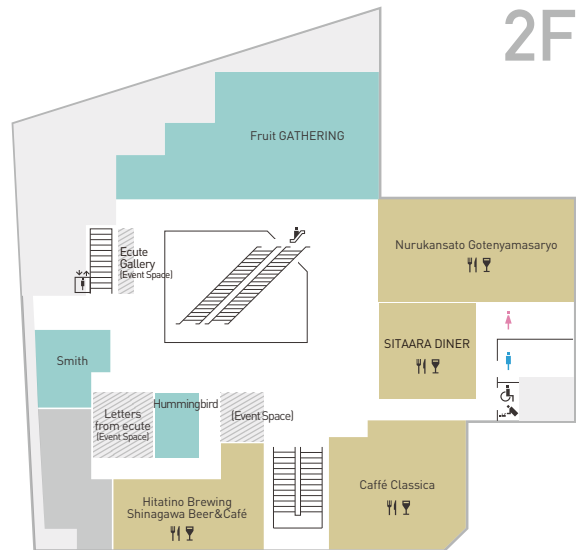 2F
Fruit GATHERING
Nurukansato Gotenyamasaryo
Ecute
Gallery
(Event Space)
SITAARA DINER
Smith
Hummingbird
Letters
from ecute
(Event Space)
(Event Space)
Caffé Classica
Hitatino Brewing
Shinagawa Beer&Café